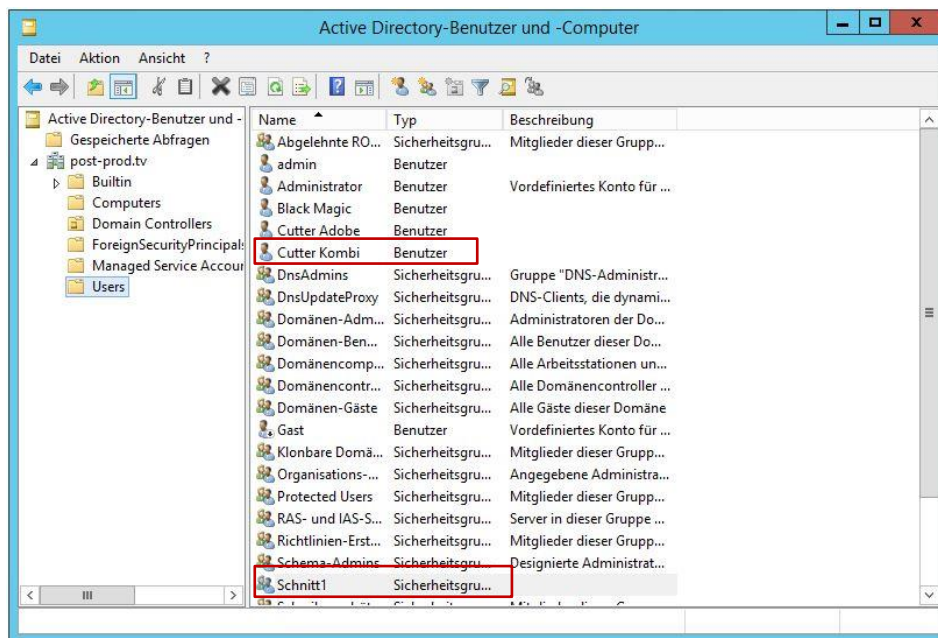 Active Directory-Benutzer und -Computer
Datei Aktion Ansicht ?
Active Directory-Benutzer und -
Gespeicherte Abfragen
post-prod.tv
Builtin
Computers
Domain Controllers
ForeignSecurityPrincipals
Managed Service Accour
Users
Name Typ Beschreibung
Abgelehnte RO... Sicherheitsgru... Mitglieder dieser Grupp...
admin Benutzer
Administrator Benutzer Vordefiniertes Konto für ...
Black Magic Benutzer
Cutter Adobe Benutzer
Cutter Kombi Benutzer
DnsAdmins Sicherheitsgru... Gruppe "DNS-Administr...
DnsUpdateProxy Sicherheitsgru... DNS-Clients, die dynami...
Domänen-Adm... Sicherheitsgru... Administratoren der Do...
Domänen-Ben... Sicherheitsgru... Alle Benutzer dieser Do...
Domänencomp... Sicherheitsgru... Alle Arbeitsstationen un...
Domänencontr... Sicherheitsgru... Alle Domänencontroller ...
Domänen-Gäste Sicherheitsgru... Alle Gäste dieser Domäne
Gast Benutzer Vordefiniertes Konto für ...
Klonbare Domä... Sicherheitsgru... Mitglieder dieser Grupp...
Organisations-... Sicherheitsgru... Angegebene Administra...
Protected Users Sicherheitsgru... Mitglieder dieser Grupp...
RAS- und IAS-S... Sicherheitsgru... Server in dieser Gruppe ...
Richtlinien-Erst... Sicherheitsgru... Mitglieder dieser Grupp...
Schema-Admins Sicherheitsgru... Designierte Administrat...
Schnitt1 Sicherheitsgru...